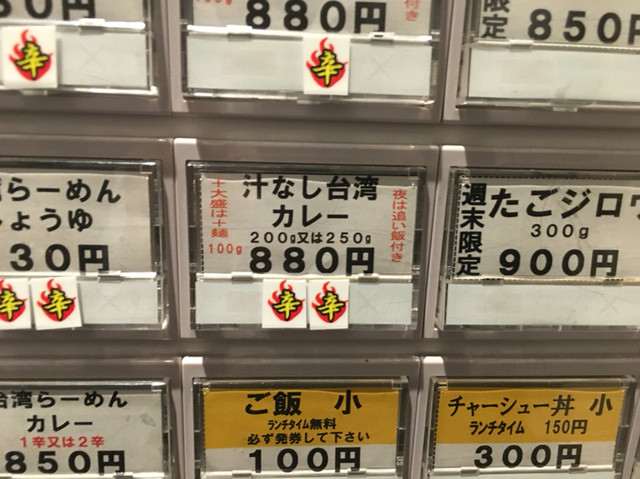 880円
付き
限定
850円
辛
辛
らーめん
しょうゆ
30円
辛
辛
汁なし台湾
カレー
200g又は250g
880円
十大盛は+麺
100g
夜は追い飯付き
辛
辛
週末限定
たごジロウ
300g
900円
台湾らーめん
カレー
1辛又は2辛
850円
ご飯 小
ランチタイム無料
必ず発券して下さい
100円
チャーシュー丼 小
ランチタイム 150円
300円